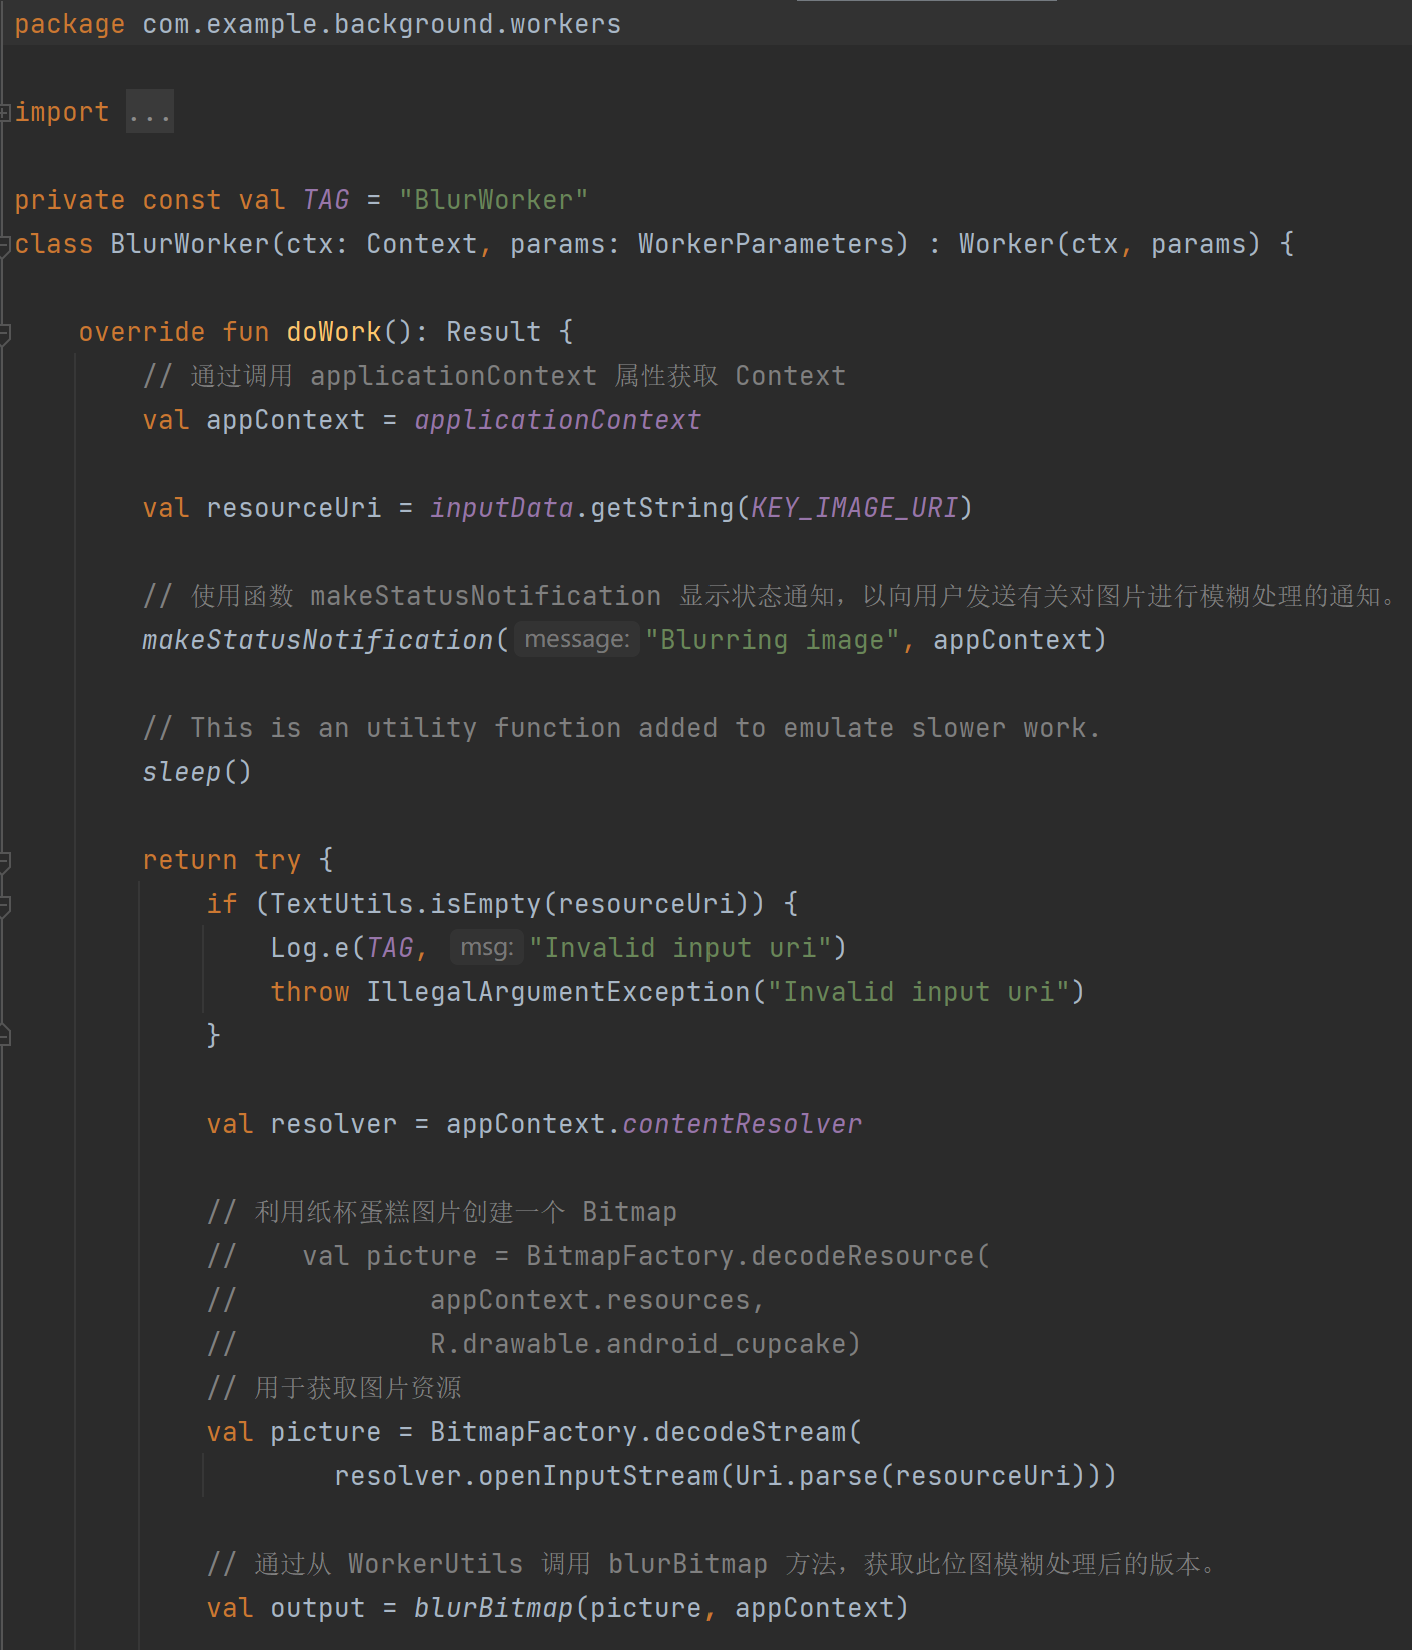 package com.example.background.workers
import ...
private const val TAG = "BlurWorker"
class BlurWorker(ctx: Context, params: WorkerParameters) : Worker(ctx, params) {
override fun doWork(): Result {
// 通过调用 applicationContext 属性获取 Context
val appContext = applicationContext
val resourceUri = inputData.getString(KEY_IMAGE_URI)
// 使用函数 makeStatusNotification 显示状态通知，以向用户发送有关对图片进行模糊处理的通知。
makeStatusNotification( message: "Blurring image", appContext)
// This is an utility function added to emulate slower work.
sleep()
return try {
if (TextUtils.isEmpty(resourceUri)) {
Log.e(TAG, msg: "Invalid input uri")
throw IllegalArgumentException("Invalid input uri")
}
val resolver = appContext.contentResolver
// 利用纸杯蛋糕图片创建一个 Bitmap
// val picture = BitmapFactory.decodeResource(
// appContext.resources,
// R.drawable.android_cupcake)
// 用于获取图片资源
val picture = BitmapFactory.decodeStream(
resolver.openInputStream(Uri.parse(resourceUri)))
// 通过从 WorkerUtils 调用 blurBitmap 方法，获取此位图模糊处理后的版本。
val output = blurBitmap(picture, appContext)